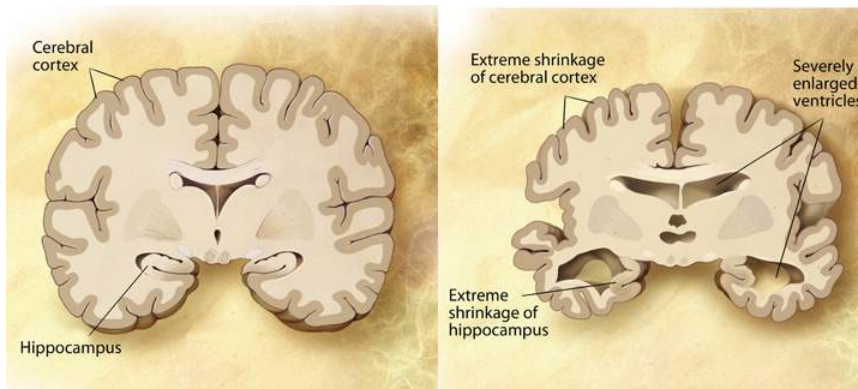 Cerebral
cortex
Hippocampus
Extreme shrinkage
of cerebral cortex
Severely
enlarged
ventricles
Extreme
shrinkage of
hippocampus